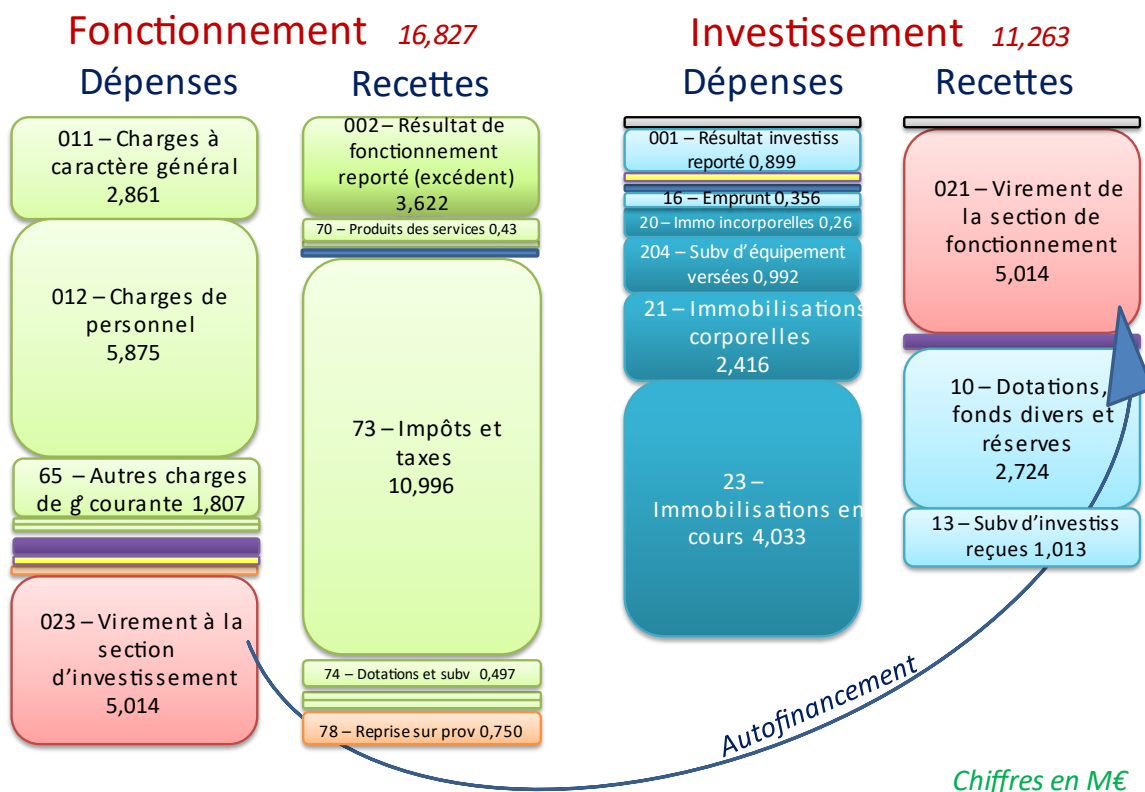 Fonctionnement 16,827
Dépenses
011 – Charges à
caractère général
2,861
012 – Charges de
personnel
5,875
65 – Autres charges
de g° courante 1,807
023 – Virement à la
section
d’investissement
5,014
Recettes
002 – Résultat de
fonctionnement
reporté (excédent)
3,622
70 – Produits des services 0,43
73 – Impôts et
taxes
10,996
74 – Dotations et subv 0,497
78 – Reprise sur prov 0,750
Investissement 11,263
Dépenses
001 – Résultat investiss
reporté 0,899
16 – Emprunt 0,356
20 – Immo incorporelles 0,26
204 – Subv d’équipement
versées 0,992
21 – Immobilisations
corporelles
2,416
23 –
Immobilisations en
cours 4,033
Recettes
021 – Virement de
la section de
fonctionnement
5,014
10 – Dotations,
fonds divers et
réserves
2,724
13 – Subv d’investiss
reçues 1,013
Autofinancement
Chiffres en M€